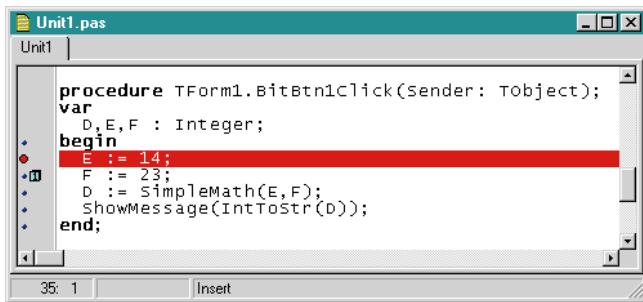 Unit1.pas
Unit1
procedure TForm1.BitBtn1Click(Sender: TObject);
var
D,E,F : Integer;
begin
E := 14;
1
F := 23;
D := SimpleMath(E,F);
ShowMessage(IntToStr(D));
end;
35: 1
Insert